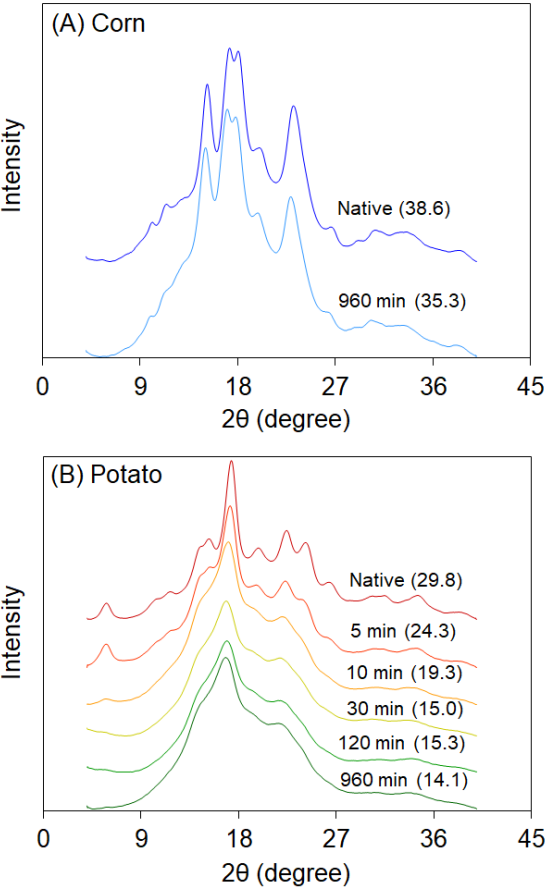 (A) Corn
Intensity
Native (38.6)
960 min (35.3)
0 9 18 27 36 45
2θ (degree)
(B) Potato
Intensity
Native (29.8)
5 min (24.3)
10 min (19.3)
30 min (15.0)
120 min (15.3)
960 min (14.1)
0 9 18 27 36 45
2θ (degree)